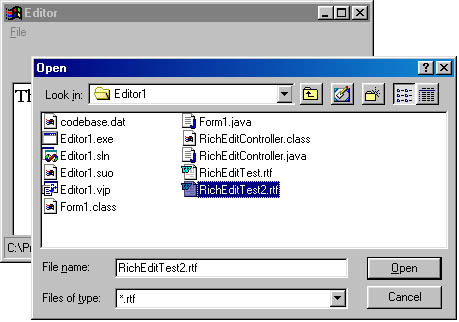 Editor
File
Open
Look in: Editor1
codebase.dat
Editor1.exe
Editor1.sln
Editor1.suo
Editor1.vjp
Form1.class
Form1.java
RichEditController.class
RichEditController.java
RichEditTest.rtf
RichEditTest2.rtf
File name: RichEditTest2.rtf Open
Files of type: *.rtf Cancel